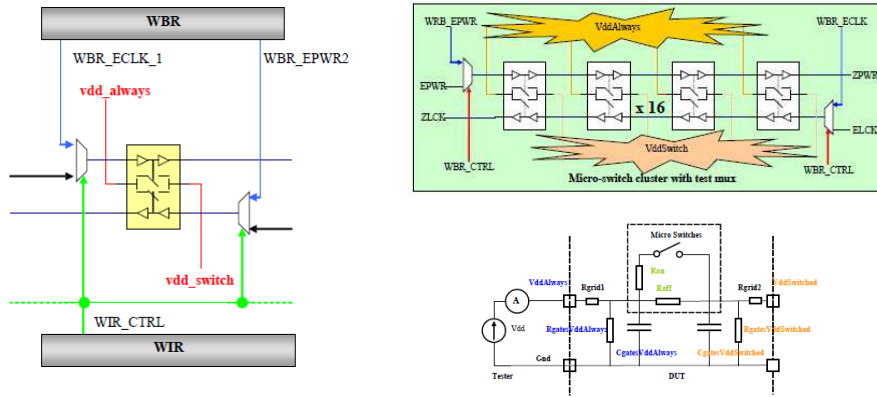 WBR
WBR_ECLK_1
WBR_EPWR2
vdd_always
vdd_switch
WIR_CTRL
WIR
WRB_EPWR
VddAlways
WBR_ECLK
EPWR
ZPWR
x 16
ZLCK
ELCK
VddSwitch
WBR_CTRL
WBR_CTRL
Micro-switch cluster with test mux
Micro Switches
VddAlways
Ron
Rgrid1
Roff
Rgrid2
VddSwitched
A
Vdd
RgatesVddAlways
RgatesVddSwitched
CgatesVddAlways
CgatesVddSwitched
Gnd
Tester
DUT